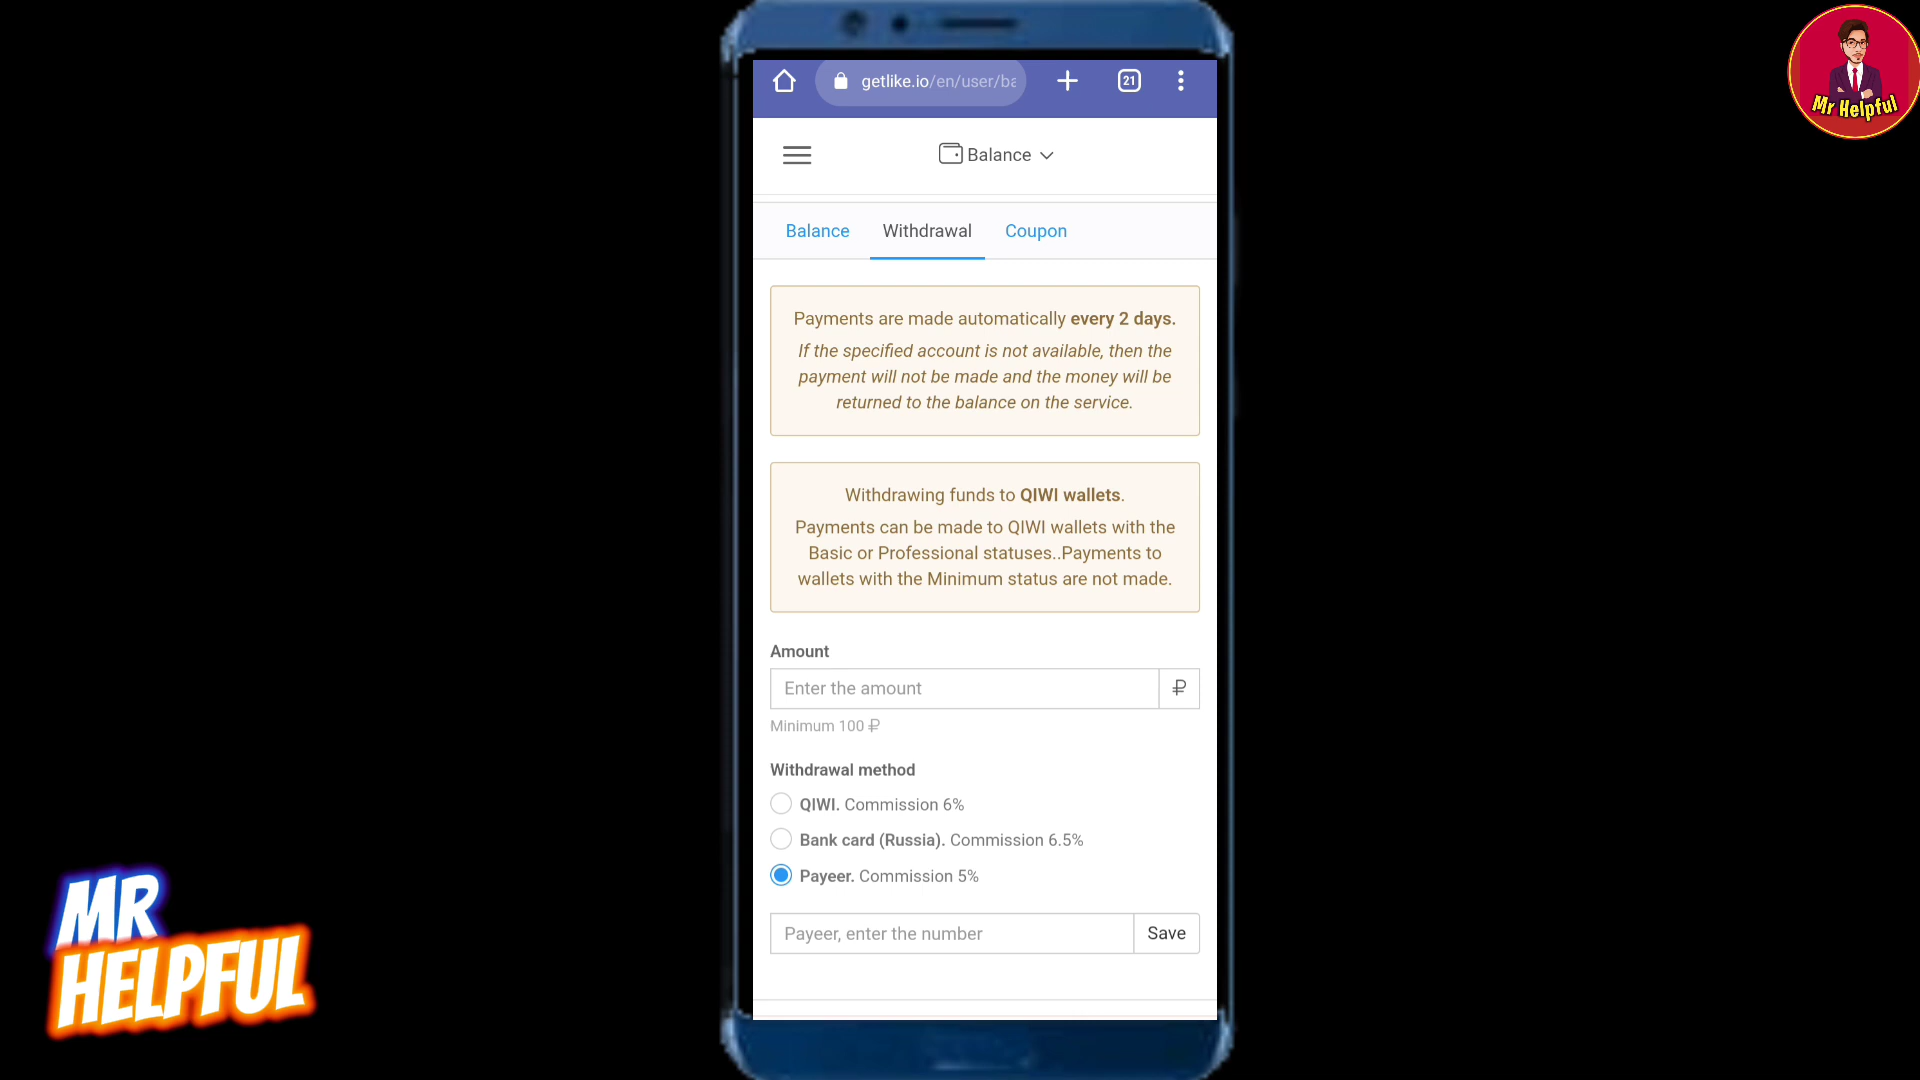 getlike.io/en/user/ba
21
Mr Helpful
Balance
Balance Withdrawal Coupon
Payments are made automatically every 2 days.
If the specified account is not available, then the
payment will not be made and the money will be
returned to the balance on the service.
Withdrawing funds to QIWI wallets.
Payments can be made to QIWI wallets with the
Basic or Professional statuses..Payments to
wallets with the Minimum status are not made.
Amount
Enter the amount ₽
Minimum 100 ₽
Withdrawal method
QIWI. Commission 6%
Bank card (Russia). Commission 6.5%
Payeer. Commission 5%
Payeer, enter the number Save
MR
HELPFUL